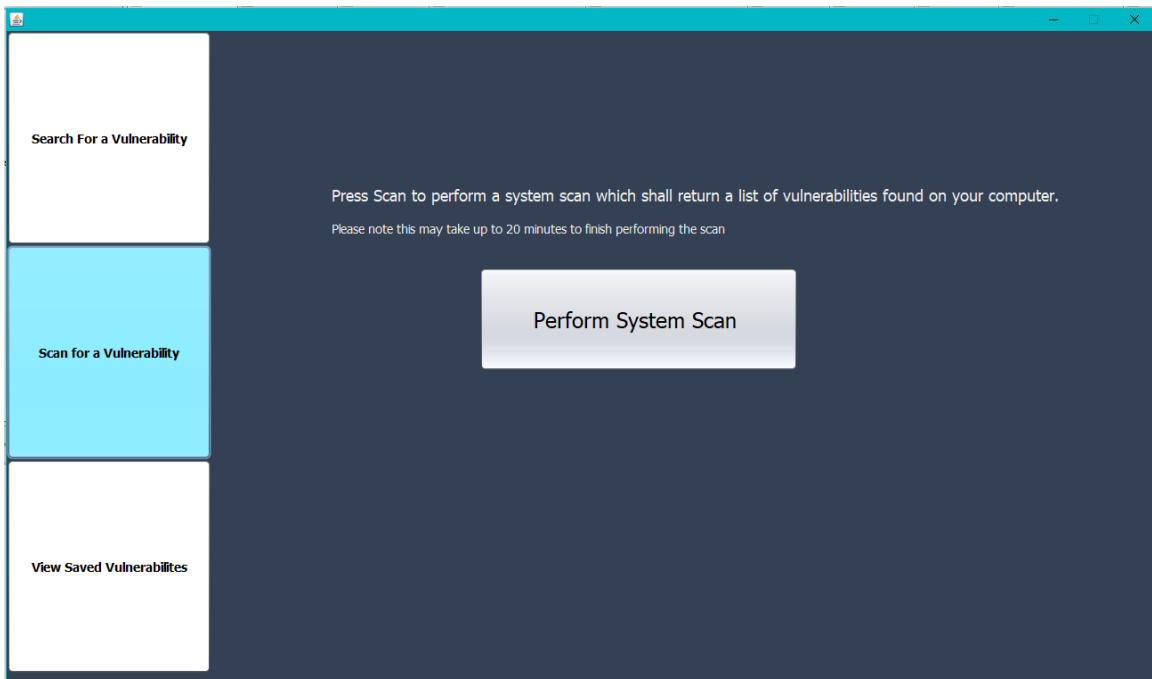 Search For a Vulnerability
Scan for a Vulnerability
View Saved Vulnerabilites
Press Scan to perform a system scan which shall return a list of vulnerabilities found on your computer.
Please note this may take up to 20 minutes to finish performing the scan
Perform System Scan